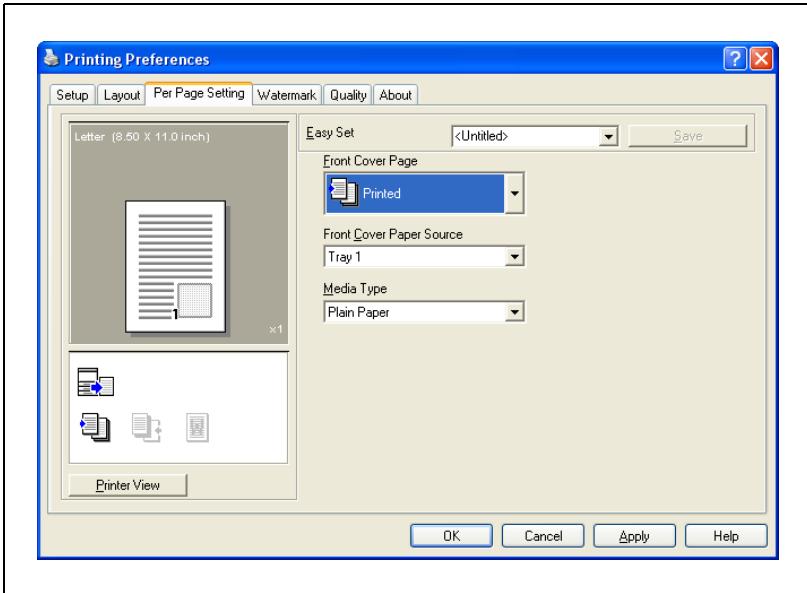 Printing Preferences
Setup Layout Per Page Setting Watermark Quality About
Letter (8.50 X 11.0 inch)
1
x1
Printer View
Easy Set <Untitled> Save
Front Cover Page
Printed
Front Cover Paper Source
Tray 1
Media Type
Plain Paper
OK Cancel Apply Help